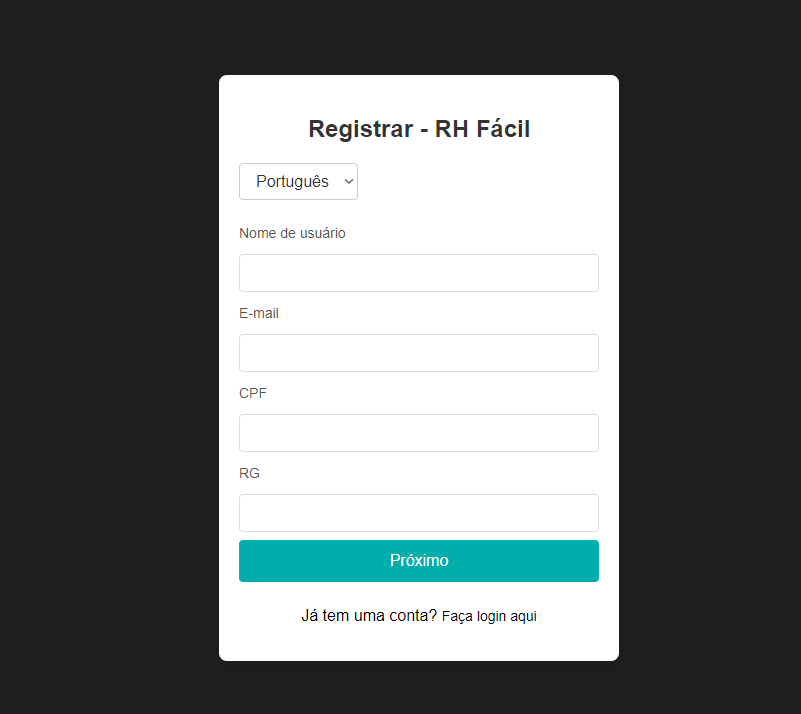 Registrar - RH Fácil
Português
Nome de usuário
E-mail
CPF
RG
Próximo
Já tem uma conta? Faça login aqui